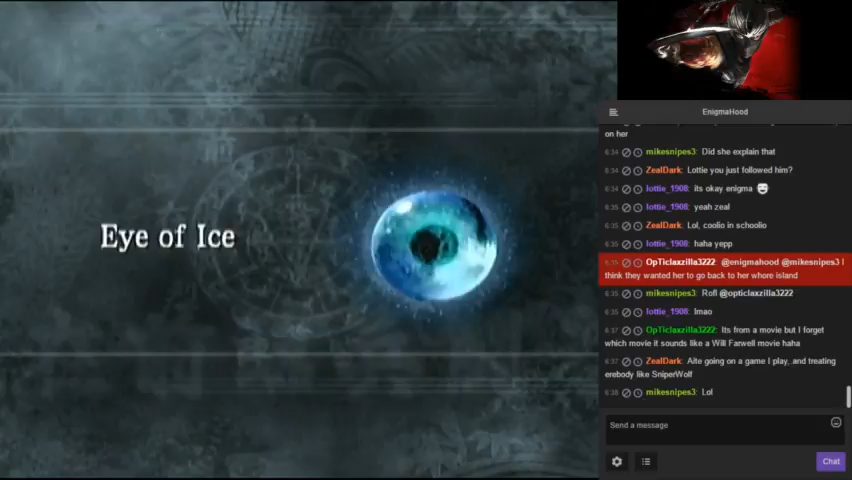 Eye of Ice
EnigmaHood
on her
6:34 mikesnipes3: Did she explain that
6:34 ZealDark: Lottie you just followed him?
6:34 lottie_1908: its okay enigma
6:35 lottie_1908: yeah zeal
6:35 ZealDark: Lol, coolio in schoolio
6:35 lottie_1908: haha yepp
6:35 OpTiclaxzilla3222: @enigmahood @mikesnipes3 I
think they wanted her to go back to her whore island
6:35 mikesnipes3: Rofl @opticlaxzilla3222
6:35 lottie_1908: lmao
6:37 OpTiclaxzilla3222: Its from a movie but I forget
which movie it sounds like a Will Farwell movie haha
6:37 ZealDark: Aite going on a game I play, and treating
erebody like SniperWolf
6:38 mikesnipes3: Lol
Send a message
Chat